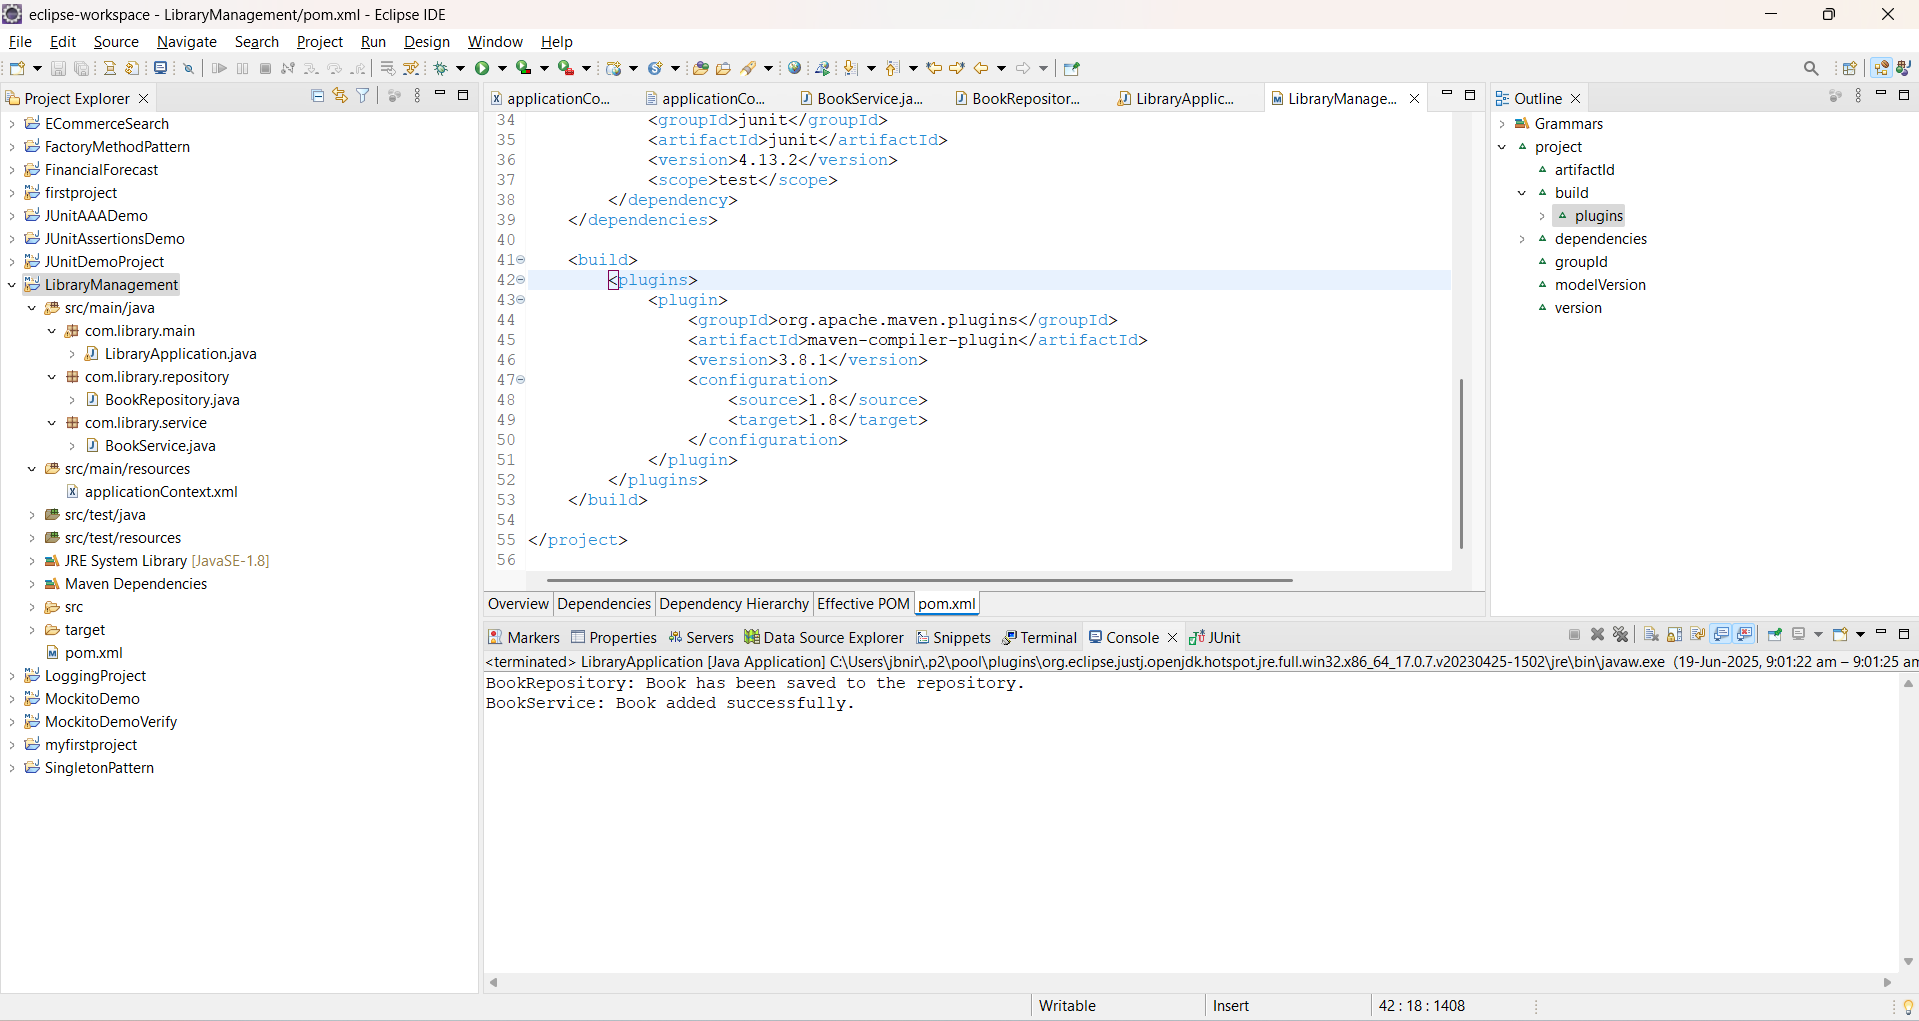 eclipse-workspace - LibraryManagement/pom.xml - Eclipse IDE
File Edit Source Navigate Search Project Run Design Window Help
Project Explorer
ECommerceSearch
FactoryMethodPattern
FinancialForecast
firstproject
JUnitAAADemo
JUnitAssertionsDemo
JUnitDemoProject
LibraryManagement
src/main/java
com.library.main
LibraryApplication.java
com.library.repository
BookRepository.java
com.library.service
BookService.java
src/main/resources
applicationContext.xml
src/test/java
src/test/resources
JRE System Library [JavaSE-1.8]
Maven Dependencies
src
target
pom.xml
LoggingProject
MockitoDemo
MockitoDemoVerify
myfirstproject
SingletonPattern
applicationCo... applicationCo... BookService.ja... BookRepositor... LibraryApplic... LibraryManage...
34 <groupId>junit</groupId>
35 <artifactId>junit</artifactId>
36 <version>4.13.2</version>
37 <scope>test</scope>
38 </dependency>
39 </dependencies>
40
41 <build>
42 <plugins>
43 <plugin>
44 <groupId>org.apache.maven.plugins</groupId>
45 <artifactId>maven-compiler-plugin</artifactId>
46 <version>3.8.1</version>
47 <configuration>
48 <source>1.8</source>
49 <target>1.8</target>
50 </configuration>
51 </plugin>
52 </plugins>
53 </build>
54
55 </project>
56
Overview Dependencies Dependency Hierarchy Effective POM pom.xml
Outline
Grammars
project
artifactId
build
plugins
dependencies
groupId
modelVersion
version
Markers Properties Servers Data Source Explorer Snippets Terminal Console JUnit
<terminated> LibraryApplication [Java Application] C:\Users\jbnir\.p2\pool\plugins\org.eclipse.justj.openjdk.hotspot.jre.full.win32.x86_64_17.0.7.v20230425-1502\jre\bin\javaw.exe (19-Jun-2025, 9:01:22 am – 9:01:25 am
BookRepository: Book has been saved to the repository.
BookService: Book added successfully.
Writable Insert 42 : 18 : 1408